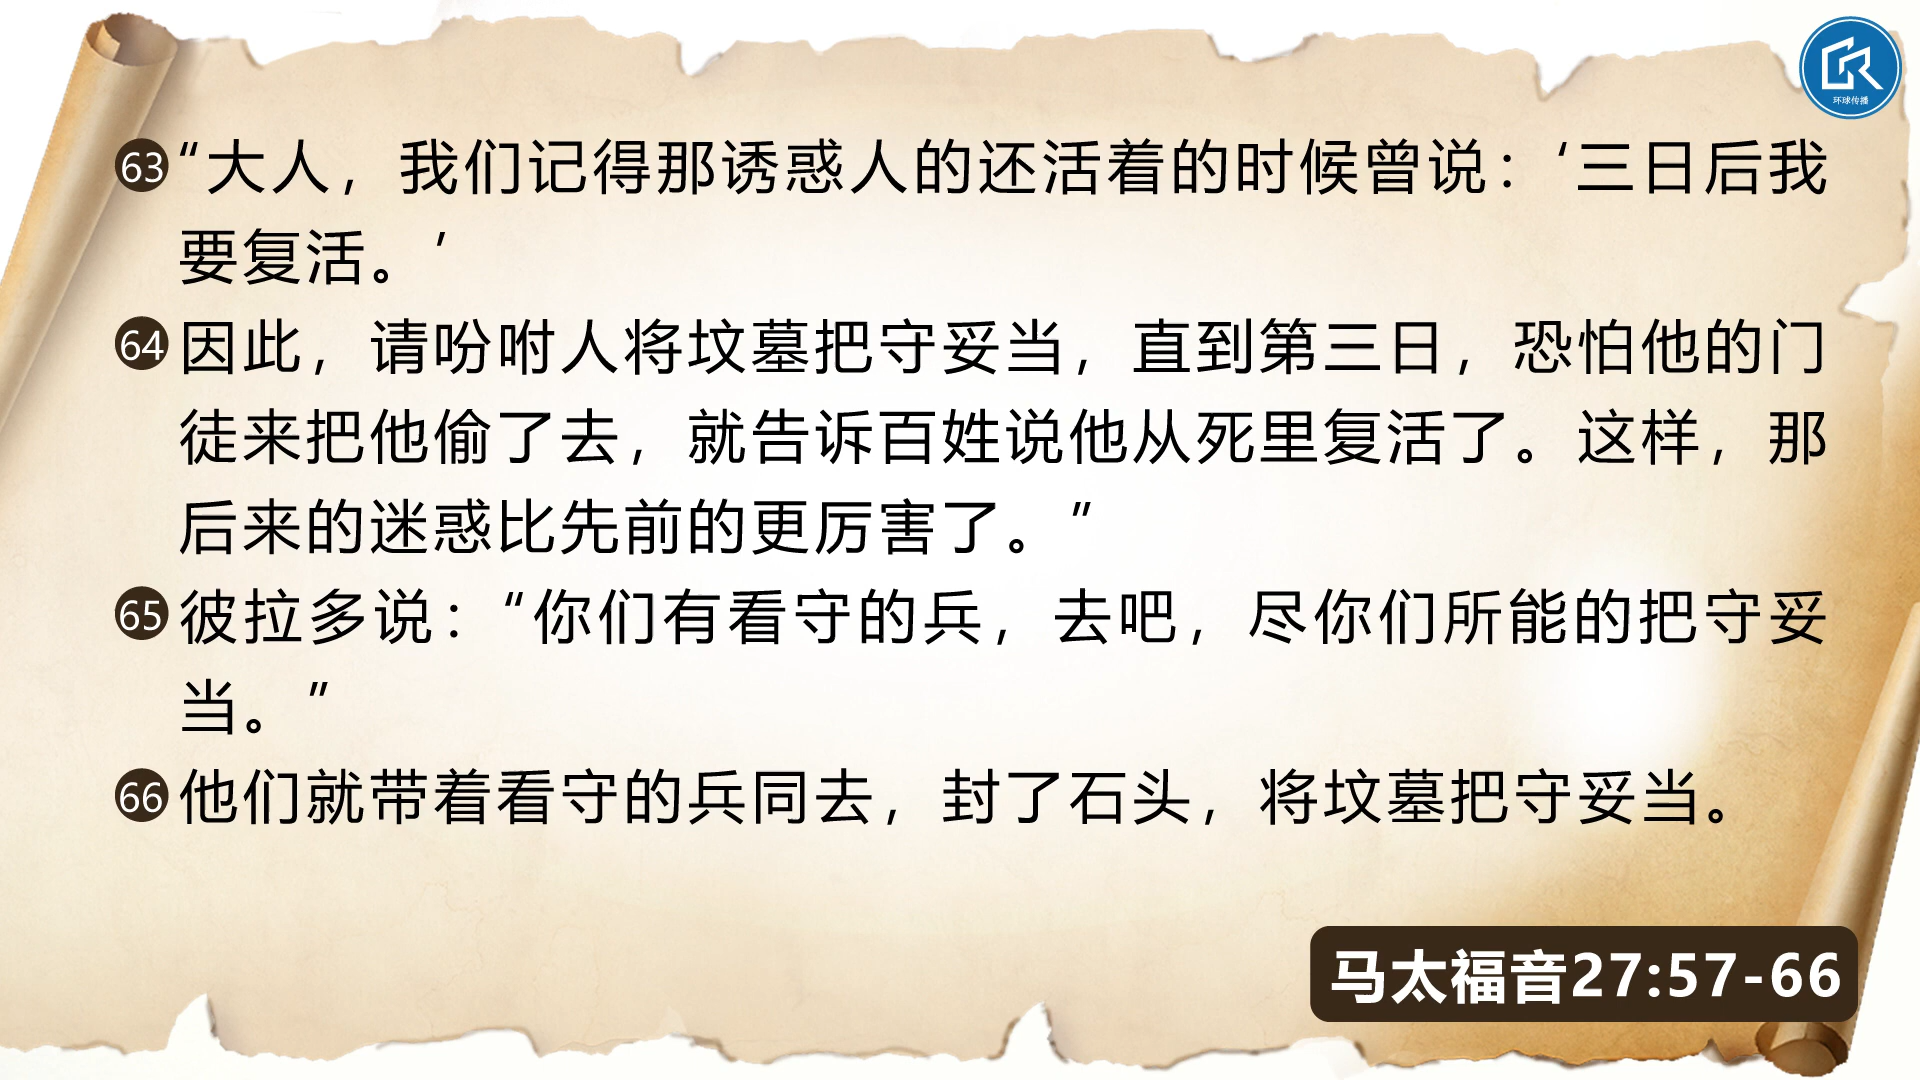 环球传播
63 “大人，我们记得那诱惑人的还活着的时候曾说：‘三日后我
要复活。’
64 因此，请吩咐人将坟墓把守妥当，直到第三日，恐怕他的门
徒来把他偷了去，就告诉百姓说他从死里复活了。这样，那
后来的迷惑比先前的更厉害了。”
65 彼拉多说：“你们有看守的兵，去吧，尽你们所能的把守妥
当。”
66 他们就带着看守的兵同去，封了石头，将坟墓把守妥当。
马太福音27:57-66